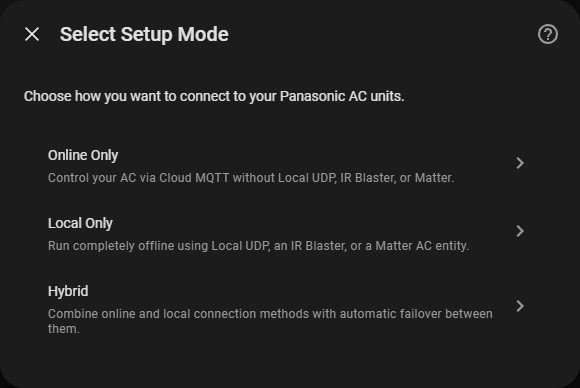 Select Setup Mode
Choose how you want to connect to your Panasonic AC units.
Online Only
Control your AC via Cloud MQTT without Local UDP, IR Blaster, or Matter.
Local Only
Run completely offline using Local UDP, an IR Blaster, or a Matter AC entity.
Hybrid
Combine online and local connection methods with automatic failover between
them.